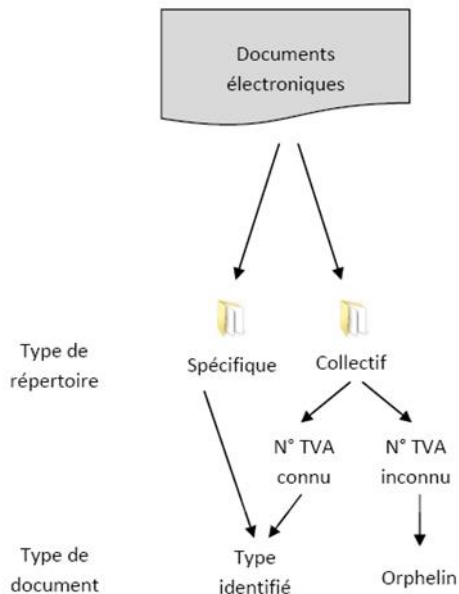 Documents
électroniques
Type de
répertoire
Spécifique
Collectif
N° TVA
connu
N° TVA
inconnu
Type de
document
Type
identifié
Orphelin